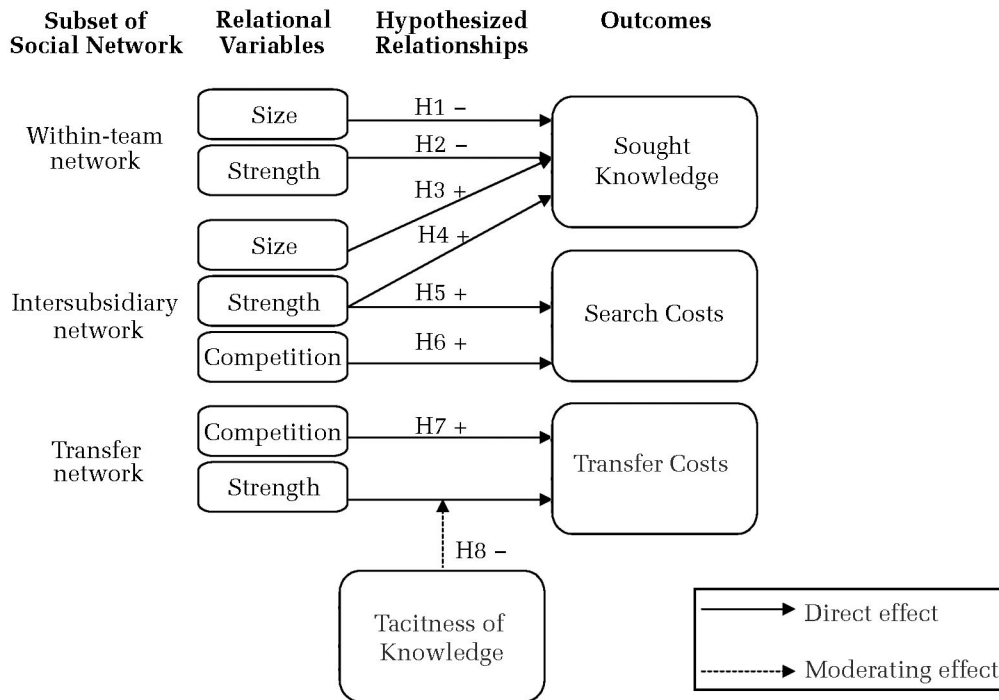 Subset of
Social Network
Relational
Variables
Hypothesized
Relationships
Outcomes
Within-team
network
Size
Strength
H1 –
H2 –
H3 +
H4 +
Sought
Knowledge
Intersubsidiary
network
Size
Strength
Competition
H5 +
H6 +
Search Costs
Transfer
network
Competition
Strength
H7 +
Transfer Costs
H8 –
Tacitness of
Knowledge
Direct effect
Moderating effect